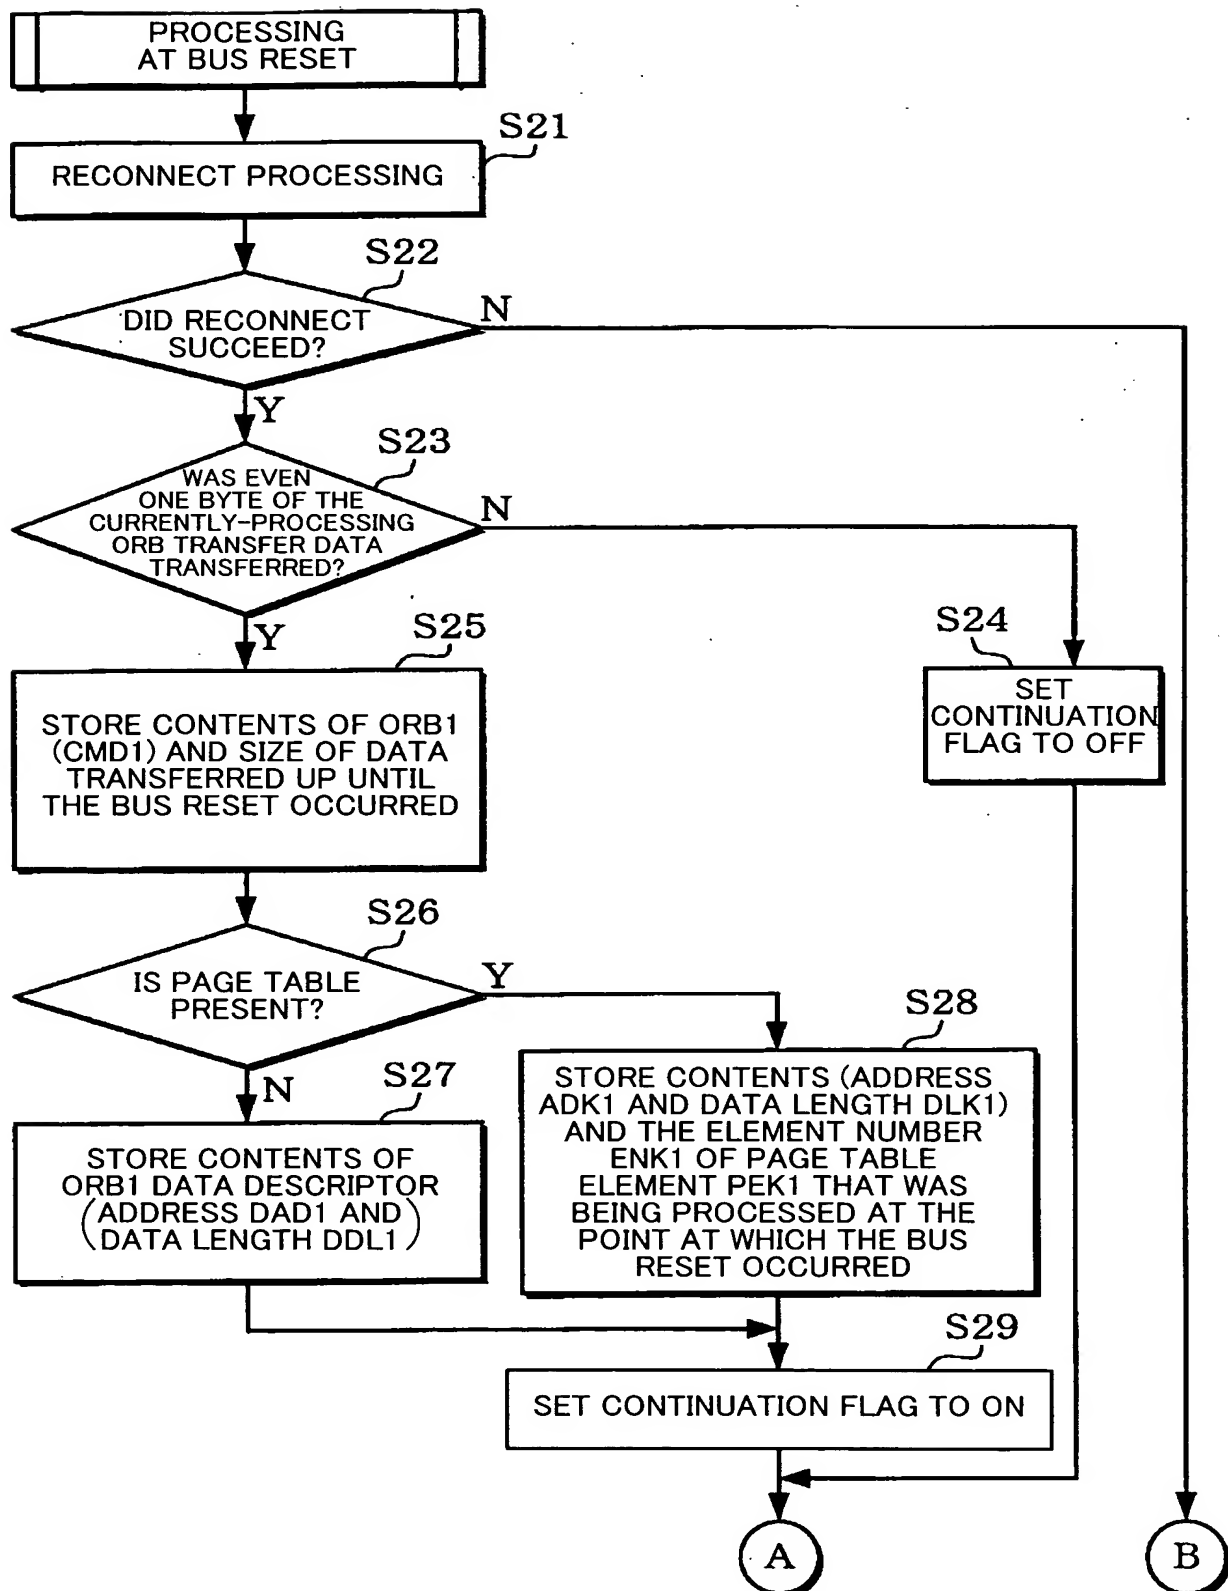 PROCESSING
AT BUS RESET
S21
RECONNECT PROCESSING
S22
DID RECONNECT
SUCCEED?
N
Y
S23
WAS EVEN
ONE BYTE OF THE
CURRENTLY-PROCESSING
ORB TRANSFER DATA
TRANSFERRED?
N
Y
S24
SET
CONTINUATION
FLAG TO OFF
S25
STORE CONTENTS OF ORB1
(CMD1) AND SIZE OF DATA
TRANSFERRED UP UNTIL
THE BUS RESET OCCURRED
S26
IS PAGE TABLE
PRESENT?
Y
N
S27
STORE CONTENTS OF
ORB1 DATA DESCRIPTOR
(ADDRESS DAD1 AND
DATA LENGTH DDL1)
S28
STORE CONTENTS (ADDRESS
ADK1 AND DATA LENGTH DLK1)
AND THE ELEMENT NUMBER
ENK1 OF PAGE TABLE
ELEMENT PEK1 THAT WAS
BEING PROCESSED AT THE
POINT AT WHICH THE BUS
RESET OCCURRED
S29
SET CONTINUATION FLAG TO ON
A
B